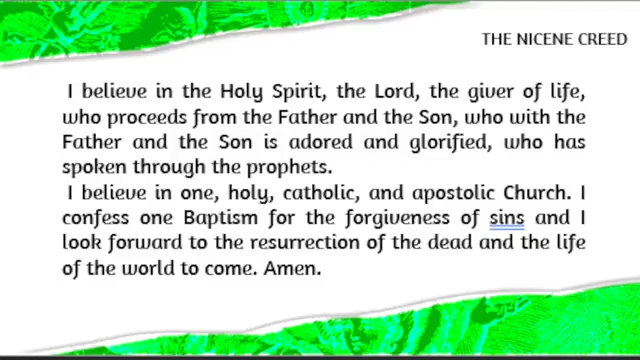 THE NICENE CREED
I believe in the Holy Spirit, the Lord, the giver of life,
who proceeds from the Father and the Son, who with the
Father and the Son is adored and glorified, who has
spoken through the prophets.
I believe in one, holy, catholic, and apostolic Church. I
confess one Baptism for the forgiveness of sins and I
look forward to the resurrection of the dead and the life
of the world to come. Amen.